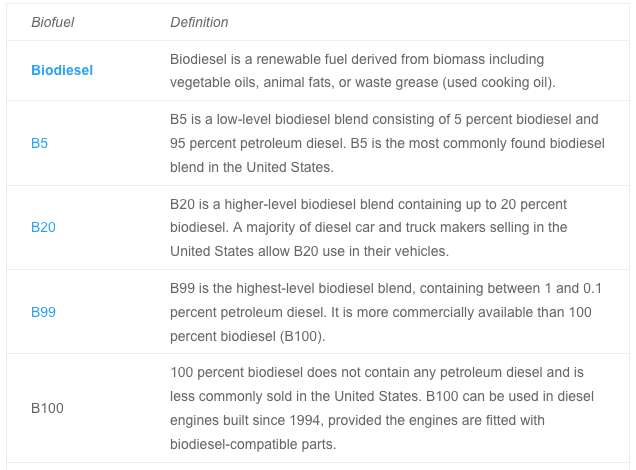 Biofuel Definition
Biodiesel
Biodiesel is a renewable fuel derived from biomass including
vegetable oils, animal fats, or waste grease (used cooking oil).
B5
B5 is a low-level biodiesel blend consisting of 5 percent biodiesel and
95 percent petroleum diesel. B5 is the most commonly found biodiesel
blend in the United States.
B20
B20 is a higher-level biodiesel blend containing up to 20 percent
biodiesel. A majority of diesel car and truck makers selling in the
United States allow B20 use in their vehicles.
B99
B99 is the highest-level biodiesel blend, containing between 1 and 0.1
percent petroleum diesel. It is more commercially available than 100
percent biodiesel (B100).
B100
100 percent biodiesel does not contain any petroleum diesel and is
less commonly sold in the United States. B100 can be used in diesel
engines built since 1994, provided the engines are fitted with
biodiesel-compatible parts.